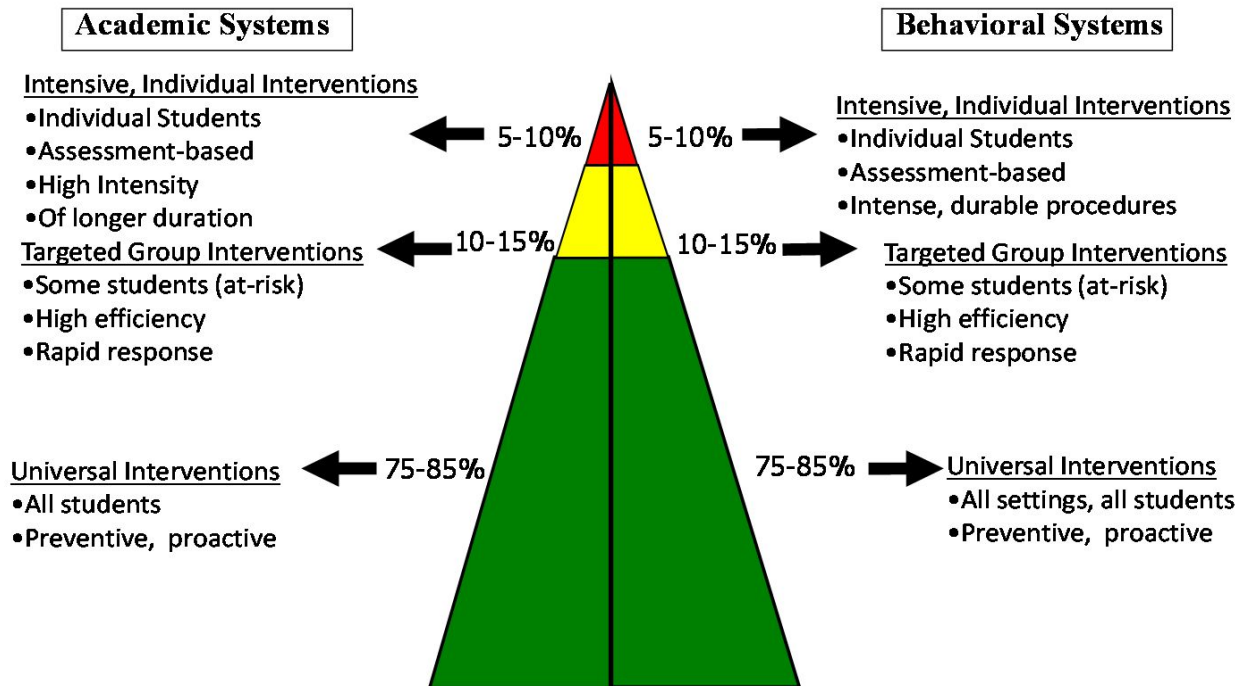 Academic Systems
Intensive, Individual Interventions
•Individual Students
•Assessment-based
•High Intensity
•Of longer duration
5-10%
Targeted Group Interventions
•Some students (at-risk)
•High efficiency
•Rapid response
10-15%
Universal Interventions
•All students
•Preventive, proactive
75-85%
Behavioral Systems
5-10%
Intensive, Individual Interventions
•Individual Students
•Assessment-based
•Intense, durable procedures
10-15%
Targeted Group Interventions
•Some students (at-risk)
•High efficiency
•Rapid response
75-85%
Universal Interventions
•All settings, all students
•Preventive, proactive